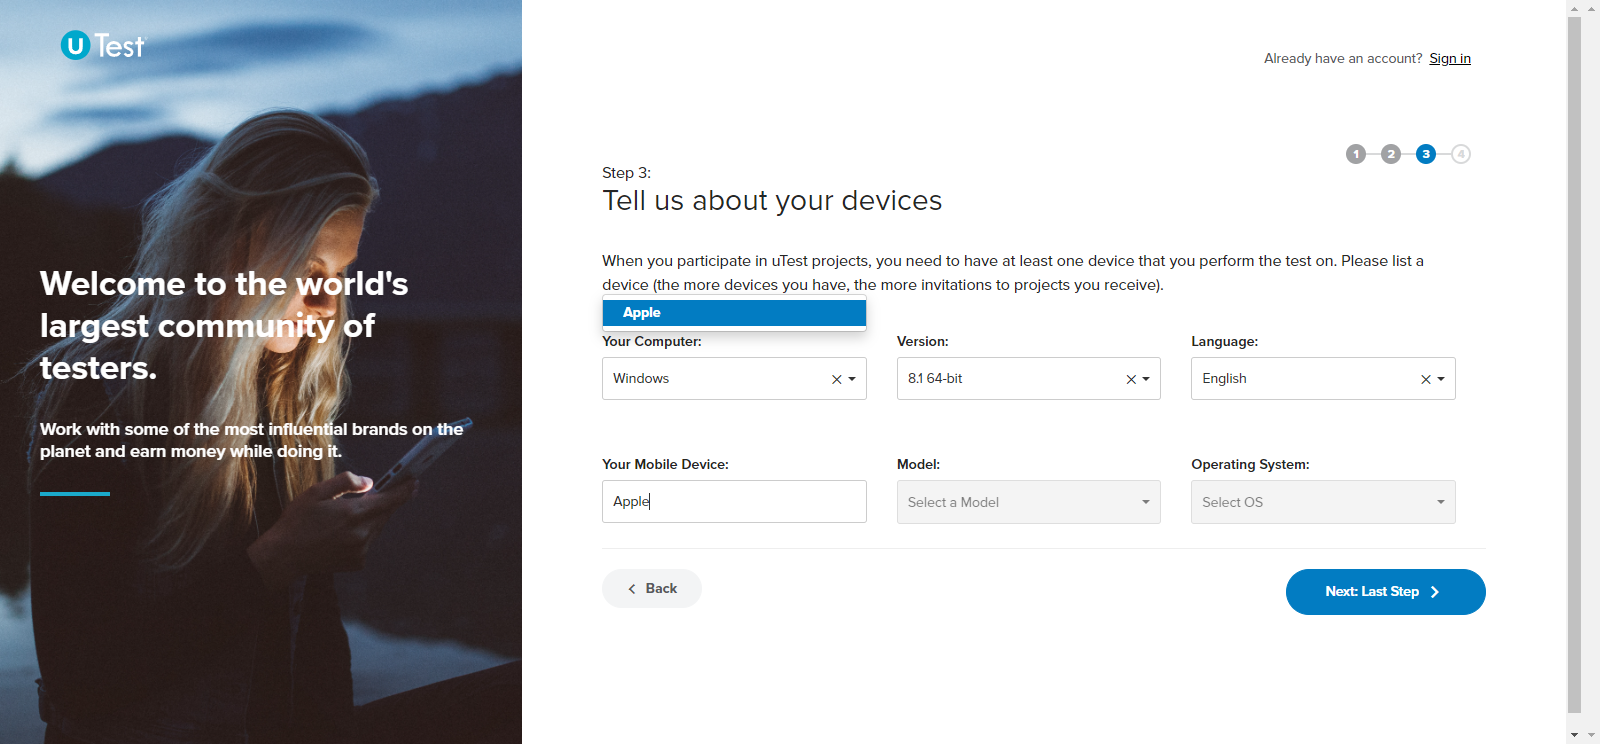 uTest
Welcome to the world's
largest community of
testers.
Work with some of the most influential brands on the
planet and earn money while doing it.
Already have an account? Sign in
1 2 3 4
Step 3:
Tell us about your devices
When you participate in uTest projects, you need to have at least one device that you perform the test on. Please list a
device (the more devices you have, the more invitations to projects you receive).
Apple
Your Computer: Version: Language:
Windows 8.1 64-bit English
Your Mobile Device: Model: Operating System:
Apple Select a Model Select OS
Back Next: Last Step